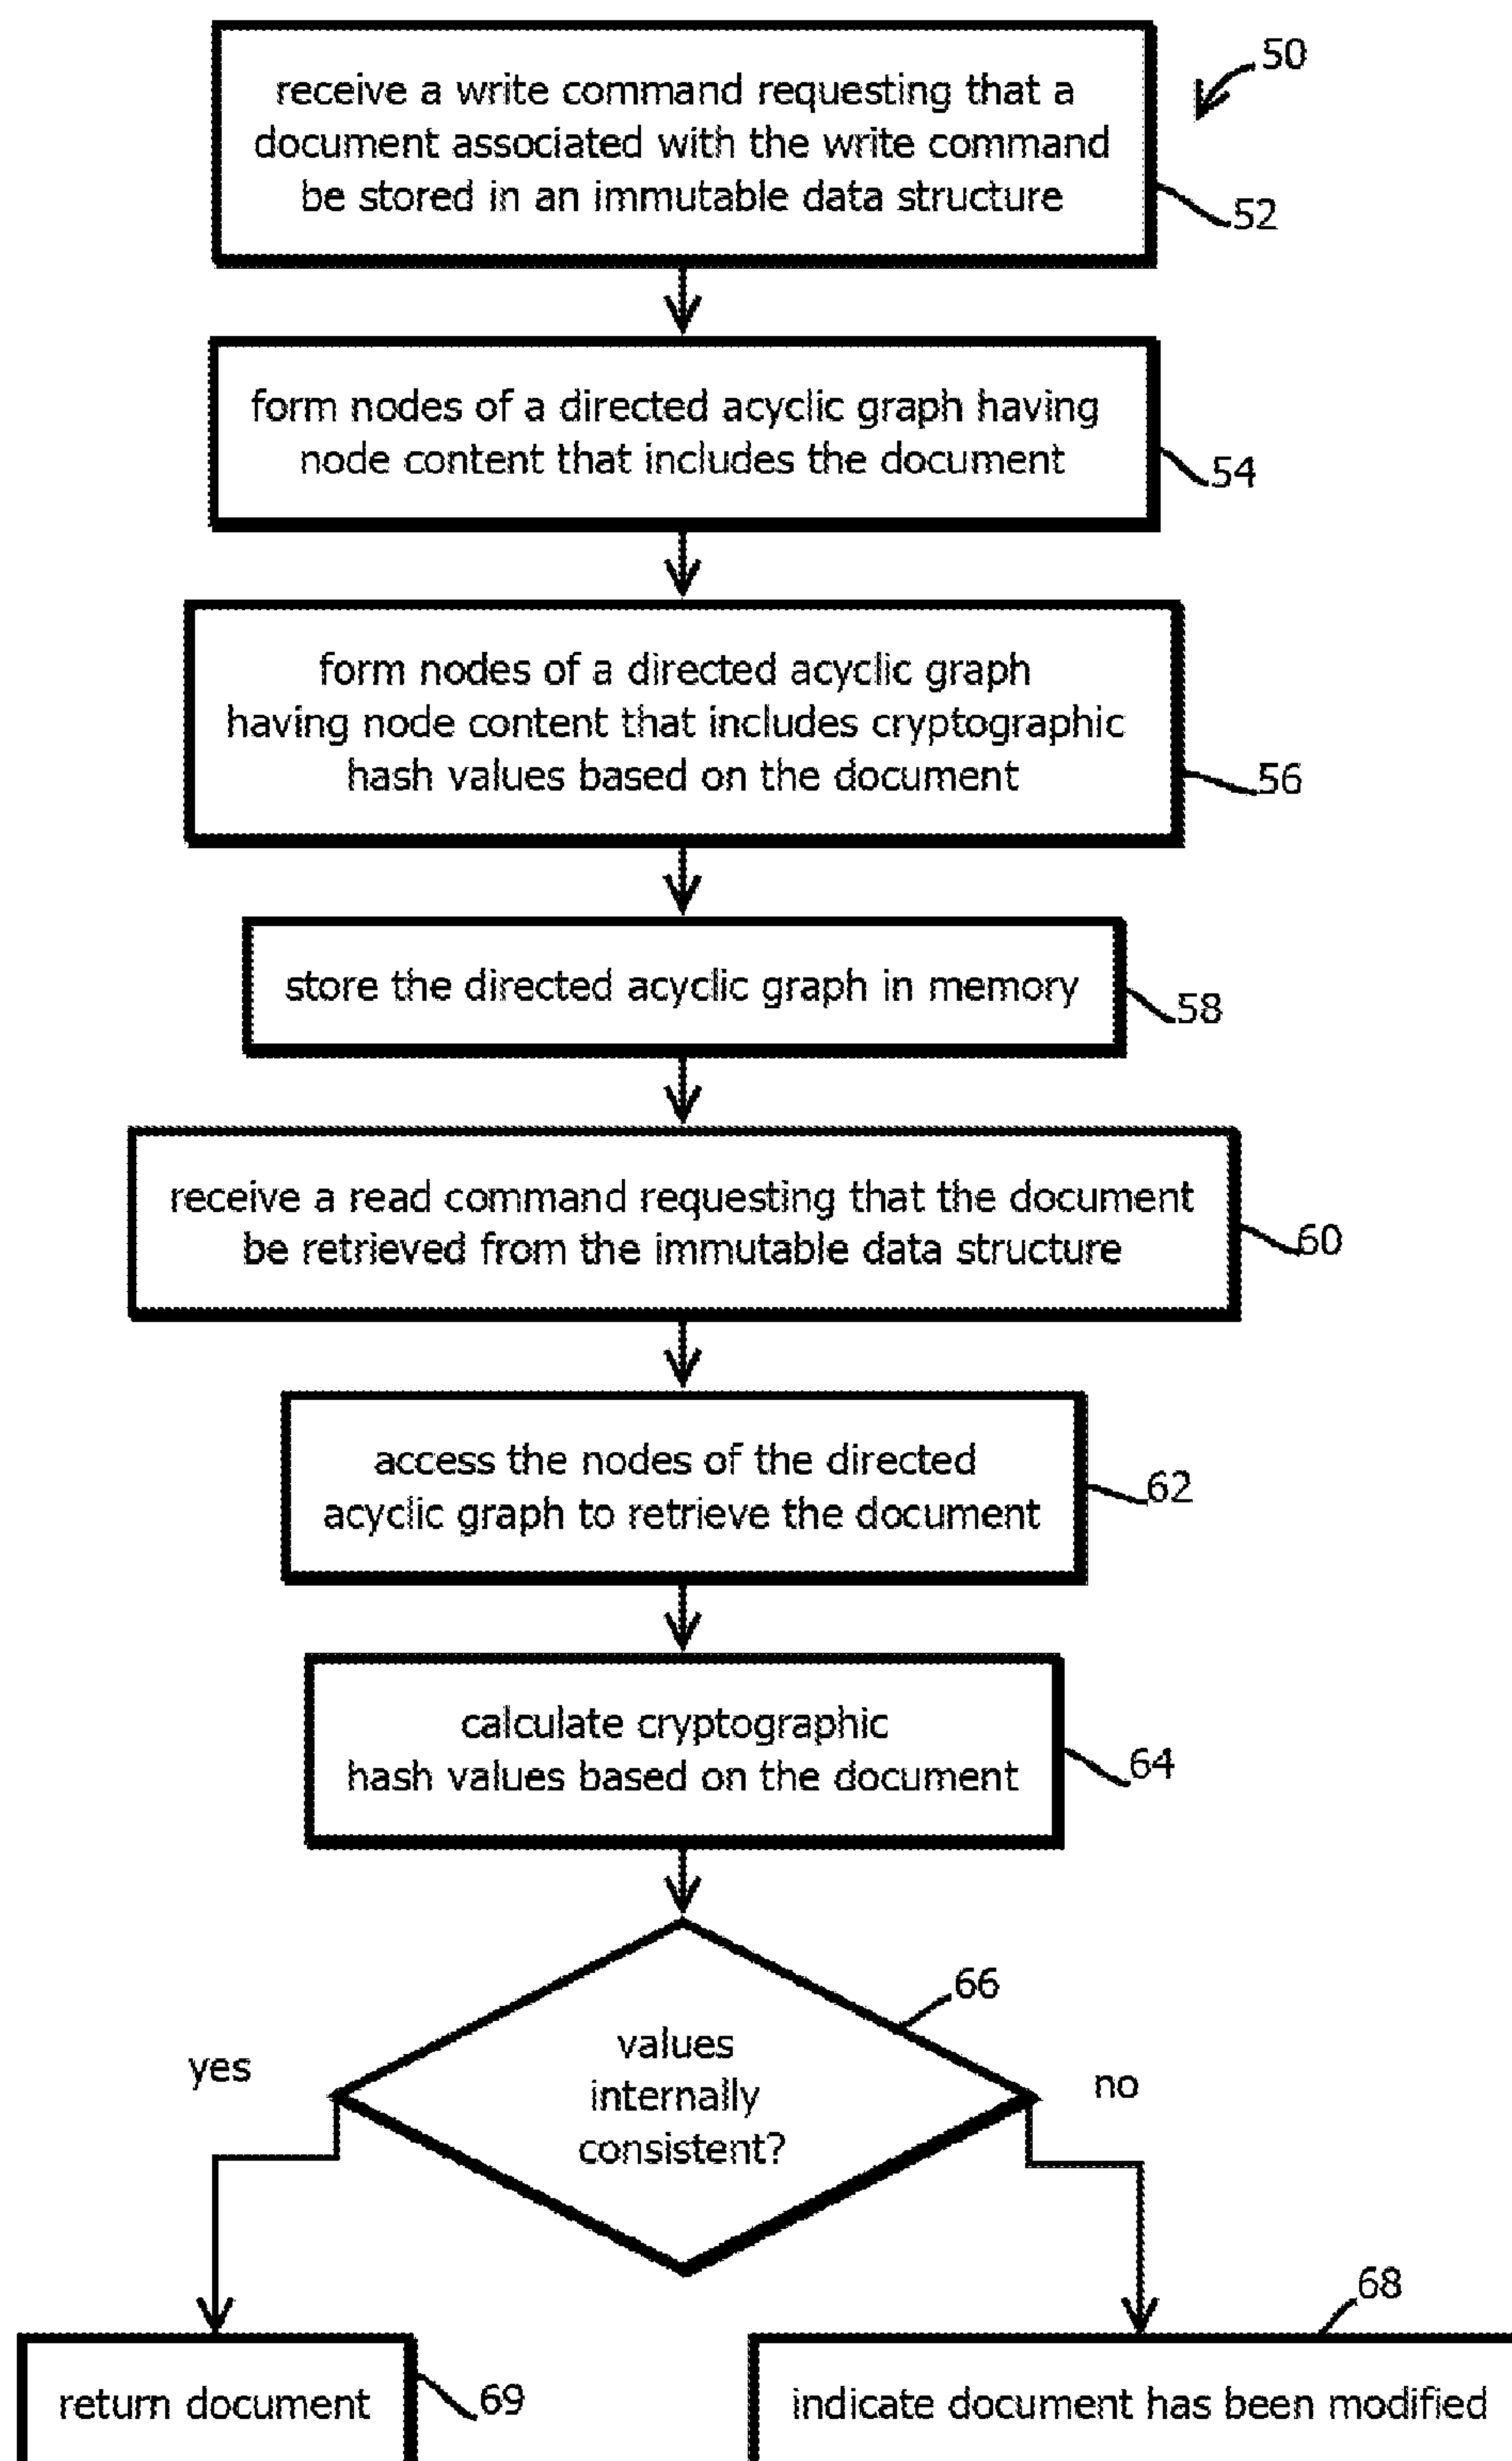 50
receive a write command requesting that a
document associated with the write command
be stored in an immutable data structure
52
form nodes of a directed acyclic graph having
node content that includes the document
54
form nodes of a directed acyclic graph
having node content that includes cryptographic
hash values based on the document
56
store the directed acyclic graph in memory
58
receive a read command requesting that the document
be retrieved from the immutable data structure
60
access the nodes of the directed
acyclic graph to retrieve the document
62
calculate cryptographic
hash values based on the document
64
66
values
internally
consistent?
yes
no
68
return document
69
indicate document has been modified